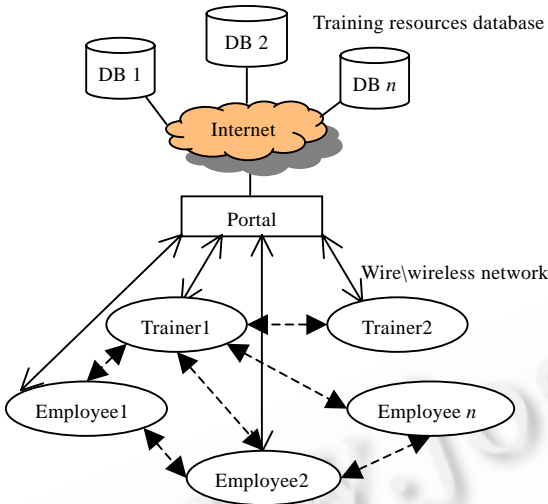 Training resources database
DB 2
DB 1
DB n
Internet
Portal
Wire\wireless network
Trainer1
Trainer2
Employee1
Employee n
Employee2